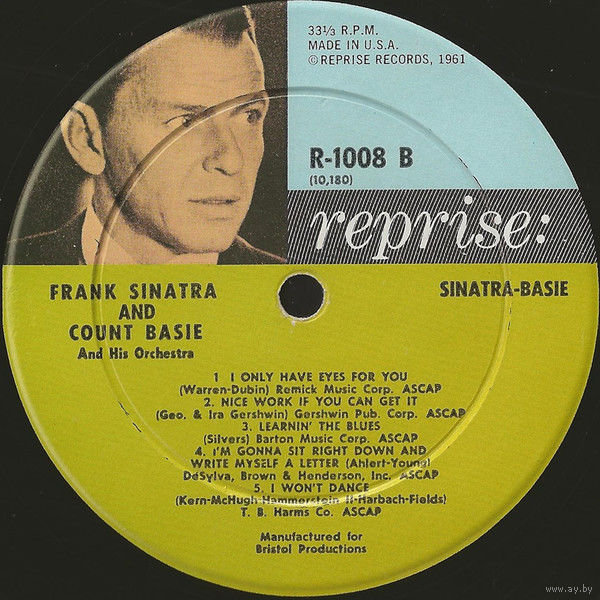 33⅓ R.P.M.
MADE IN U.S.A.
© REPRISE RECORDS, 1961
R-1008 B
(10,180)
reprise:
FRANK SINATRA
AND
COUNT BASIE
And His Orchestra
SINATRA-BASIE
1 I ONLY HAVE EYES FOR YOU
(Warren-Dubin) Remick Music Corp. ASCAP
2. NICE WORK IF YOU CAN GET IT
(Geo. & Ira Gershwin) Gershwin Pub. Corp. ASCAP
3. LEARNIN' THE BLUES
(Silvers) Barton Music Corp. ASCAP
4. I'M GONNA SIT RIGHT DOWN AND
WRITE MYSELF A LETTER (Ahlert-Young)
DeSylva, Brown & Henderson, Inc. ASCAP
5. I WON'T DANCE
(Kern-McHugh-Hammerstein II-Harbach-Fields)
T. B. Harms Co. ASCAP
Manufactured for
Bristol Productions
www.ay.by